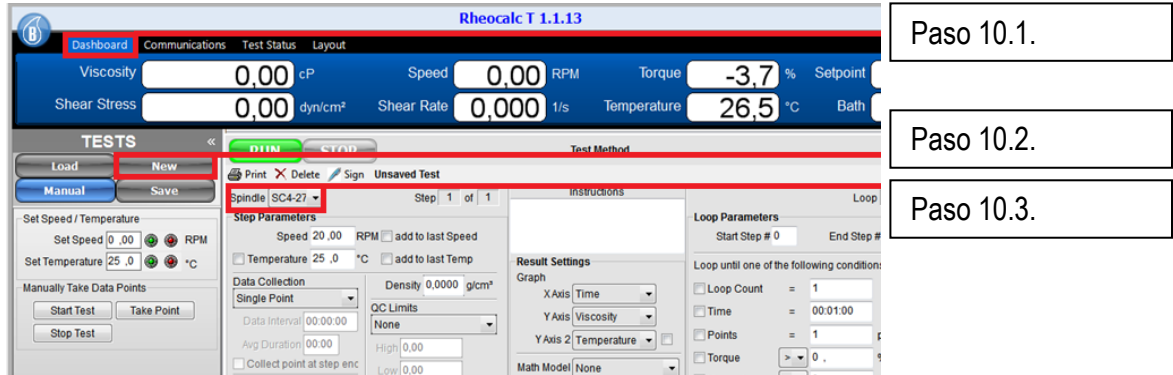 Rheocalc T 1.1.13
Dashboard Communications Test Status Layout
Viscosity 0,00 cP Speed 0,00 RPM Torque -3,7 % Setpoint
Shear Stress 0,00 dyn/cm² Shear Rate 0,000 1/s Temperature 26,5 °C Bath
TESTS «
Load New
Manual Save
Set Speed / Temperature
Set Speed 0 ,00 RPM
Set Temperature 25 ,0 °C
Manually Take Data Points
Start Test Take Point
Stop Test
RUN STOP Test Method
Print Delete Sign Unsaved Test
Spindle SC4-27 Step 1 of 1
Step Parameters
Speed 20 ,00 RPM add to last Speed
Temperature 25 ,0 °C add to last Temp
Data Collection
Single Point
Data Interval 00:00:00
Avg Duration 00:00
Collect point at step end
Density 0,0000 g/cm³
QC Limits
None
High 0,00
Low 0,00
Instructions
Result Settings
Graph
X Axis Time
Y Axis Viscosity
Y Axis 2 Temperature
Math Model None
Loop
Loop Parameters
Start Step # 0 End Step #
Loop until one of the following conditions
Loop Count = 1
Time = 00:01:00
Points = 1
Torque > 0 ,
Paso 10.1.
Paso 10.2.
Paso 10.3.